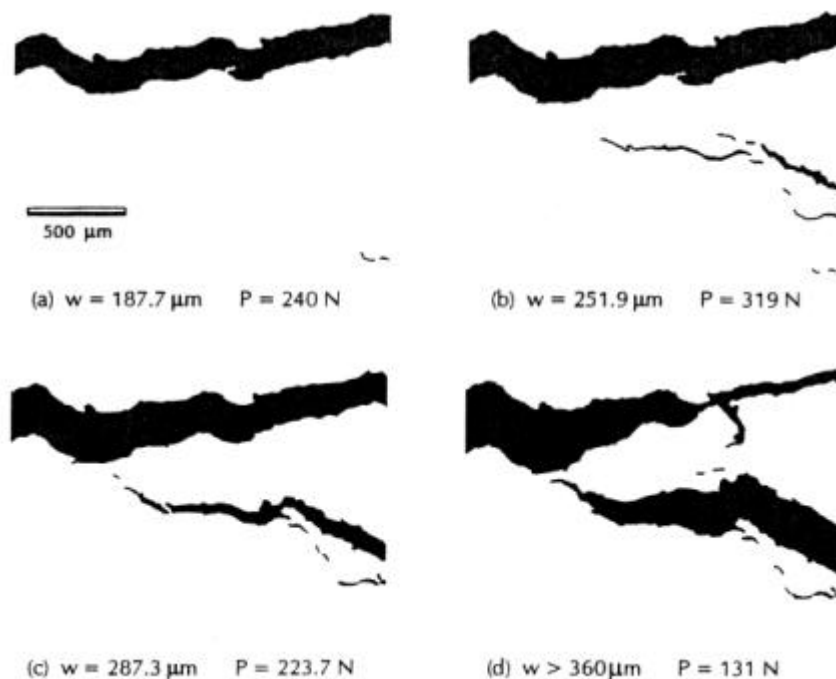 500 μm
(a) w = 187.7 μm P = 240 N
(b) w = 251.9 μm P = 319 N
(c) w = 287.3 μm P = 223.7 N
(d) w > 360μm P = 131 N